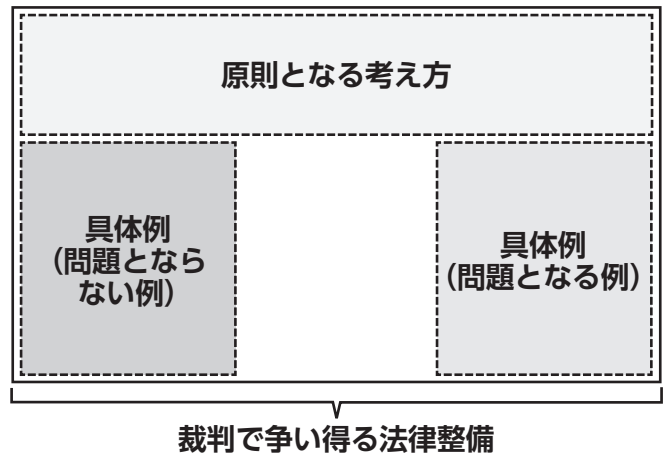 原則となる考え方
具体例
（問題となら
ない例）
具体例
（問題となる例）
裁判で争い得る法律整備